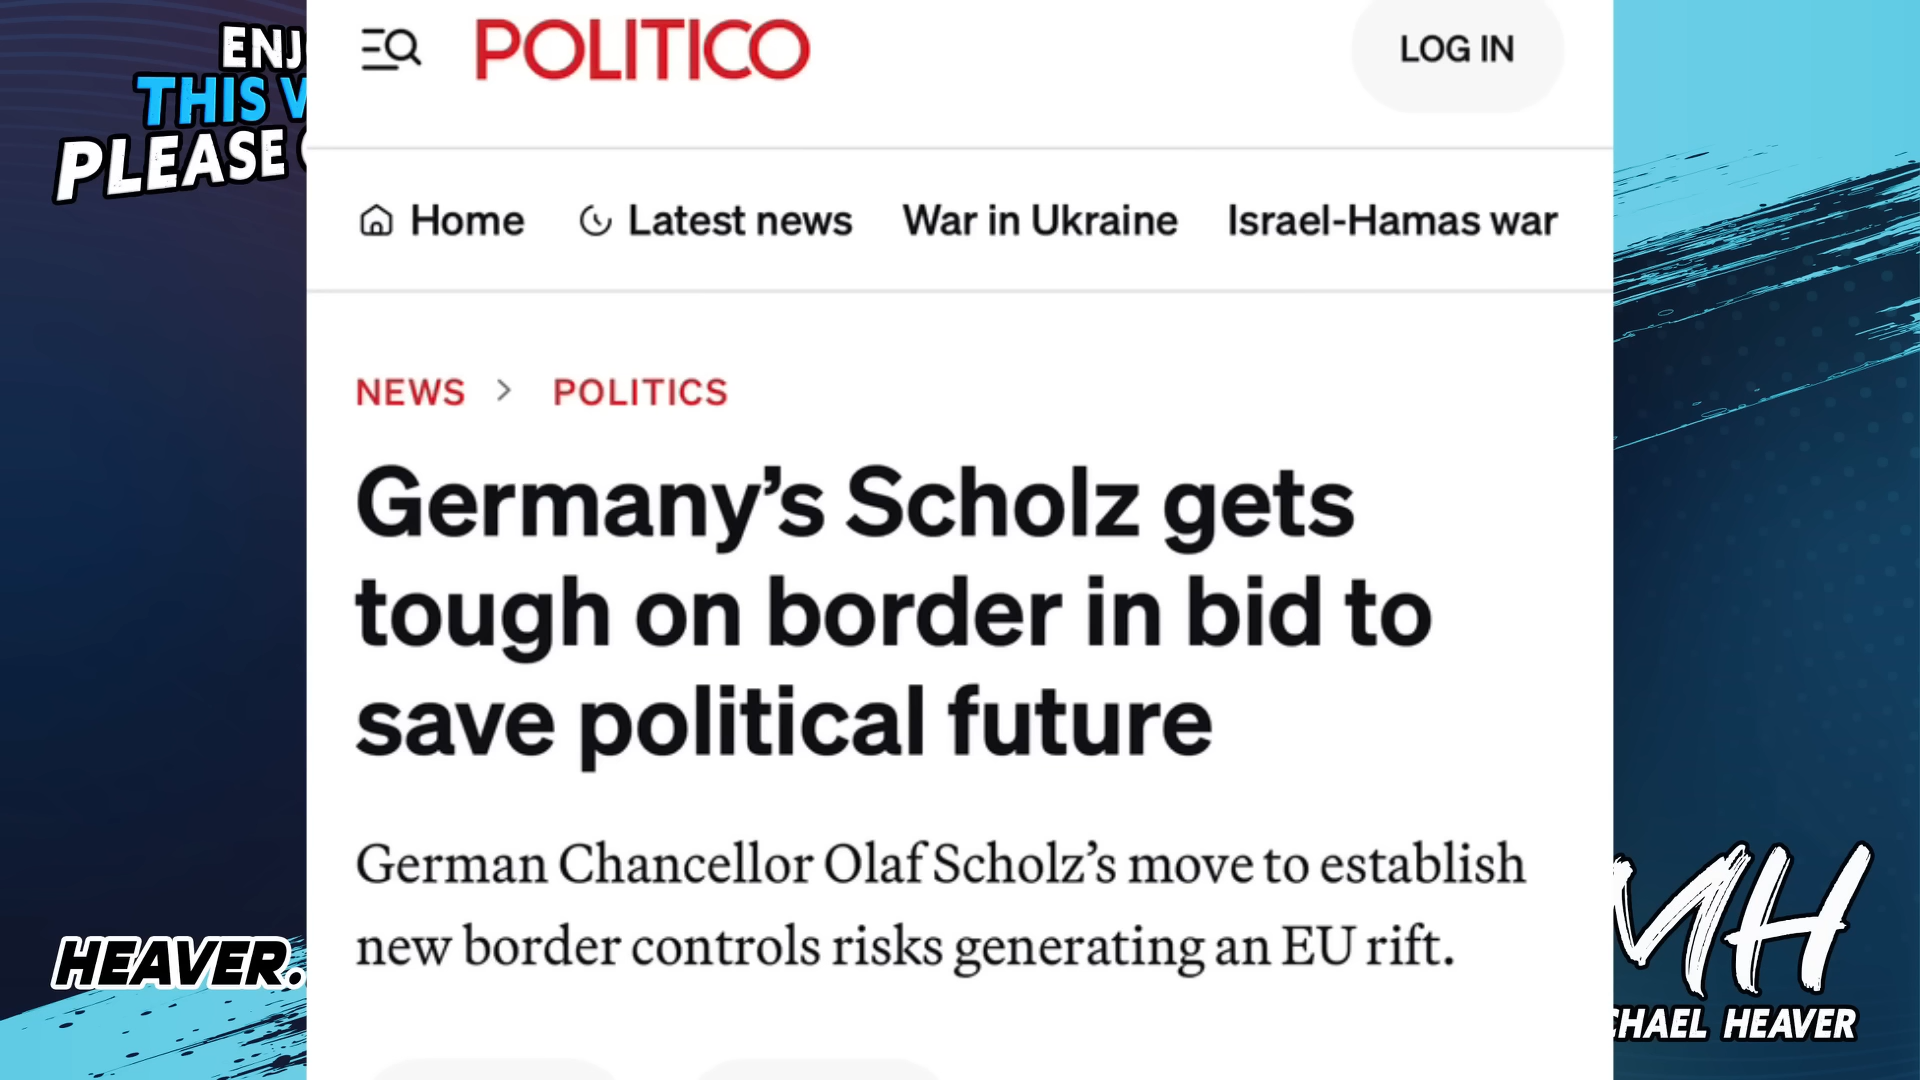 ENJ
THIS
PLEASE
POLITICO
LOG IN
Home
Latest news
War in Ukraine
Israel-Hamas war
NEWS > POLITICS
Germany’s Scholz gets
tough on border in bid to
save political future
German Chancellor Olaf Scholz’s move to establish
new border controls risks generating an EU rift.
HEAVER.
MH
CHAEL HEAVER